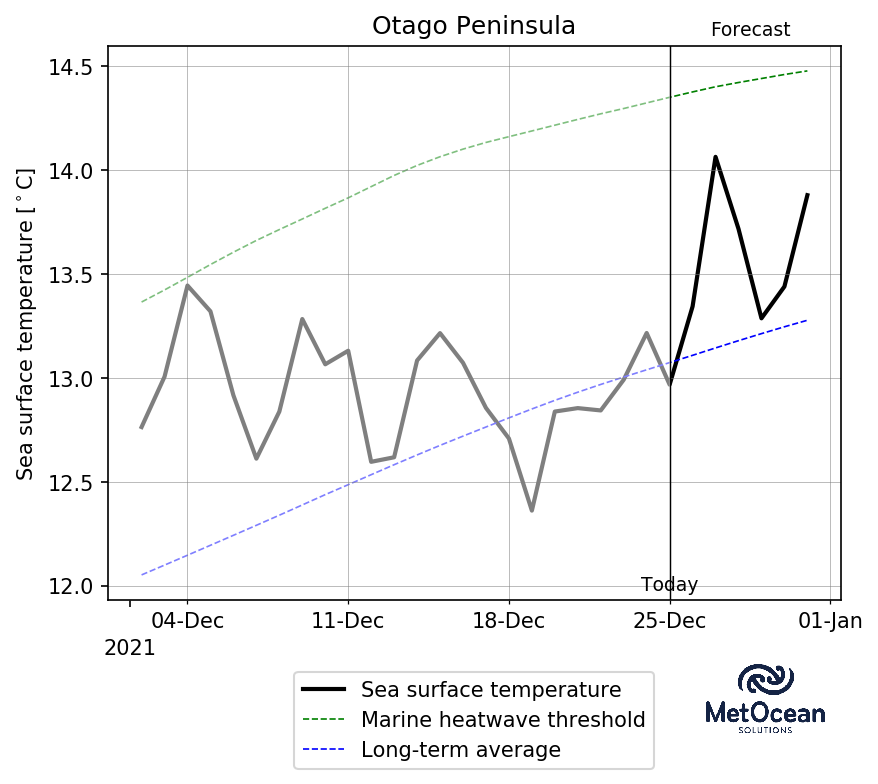 Otago Peninsula
Forecast
Sea surface temperature [°C]
14.5
14.0
13.5
13.0
12.5
12.0
Today
04-Dec 11-Dec 18-Dec 25-Dec 01-Jan
2021
Sea surface temperature
Marine heatwave threshold
Long-term average
MetOcean
SOLUTIONS